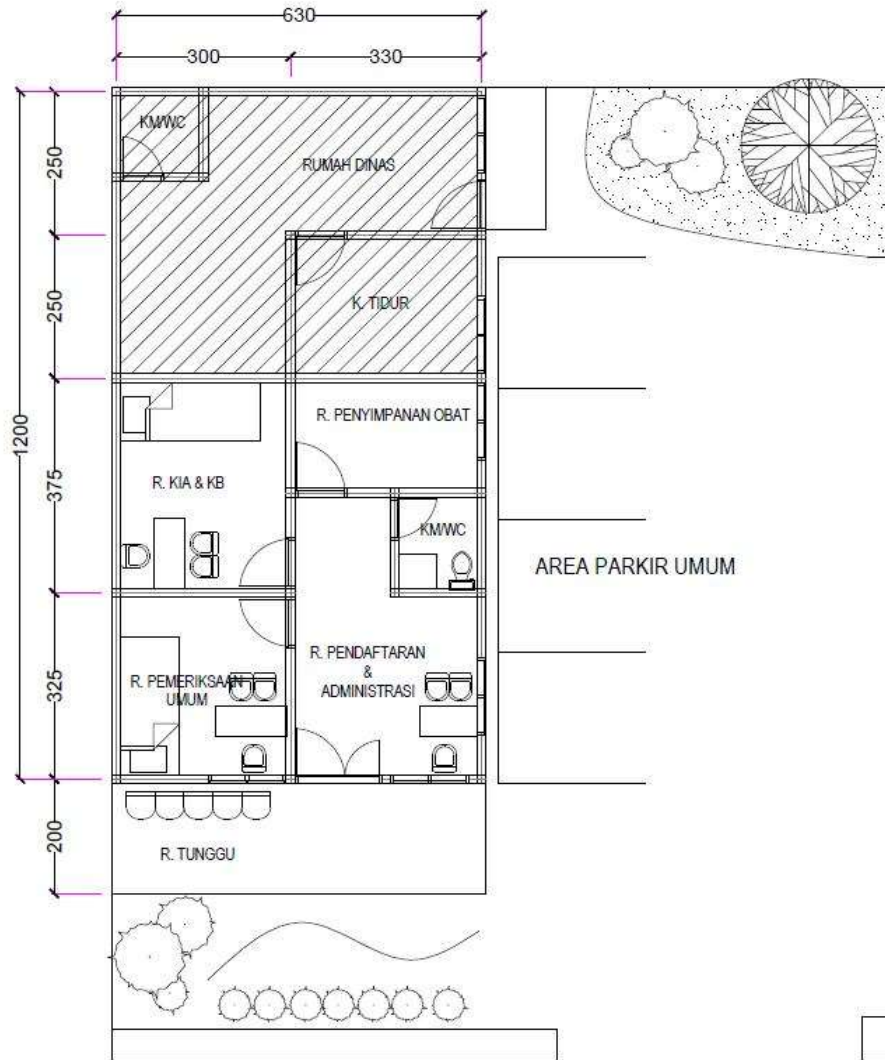 630
300
330
KM/WC
RUMAH DINAS
250
K. TIDUR
250
R. PENYIMPANAN OBAT
1200
375
R. KIA & KB
KM/WC
AREA PARKIR UMUM
R. PENDAFTARAN
&
ADMINISTRASI
R. PEMERIKSAAN
UMUM
325
200
R. TUNGGU